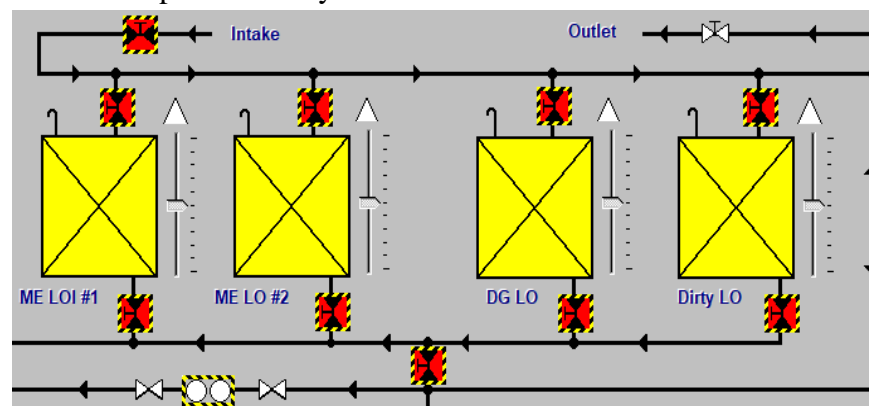 Intake
Outlet
ME LOI #1
ME LO #2
DG LO
Dirty LO